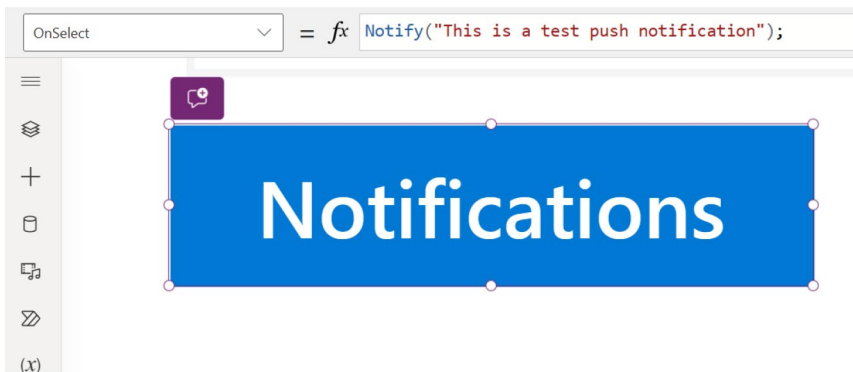 OnSelect = fx Notify("This is a test push notification");
Notifications
(x)